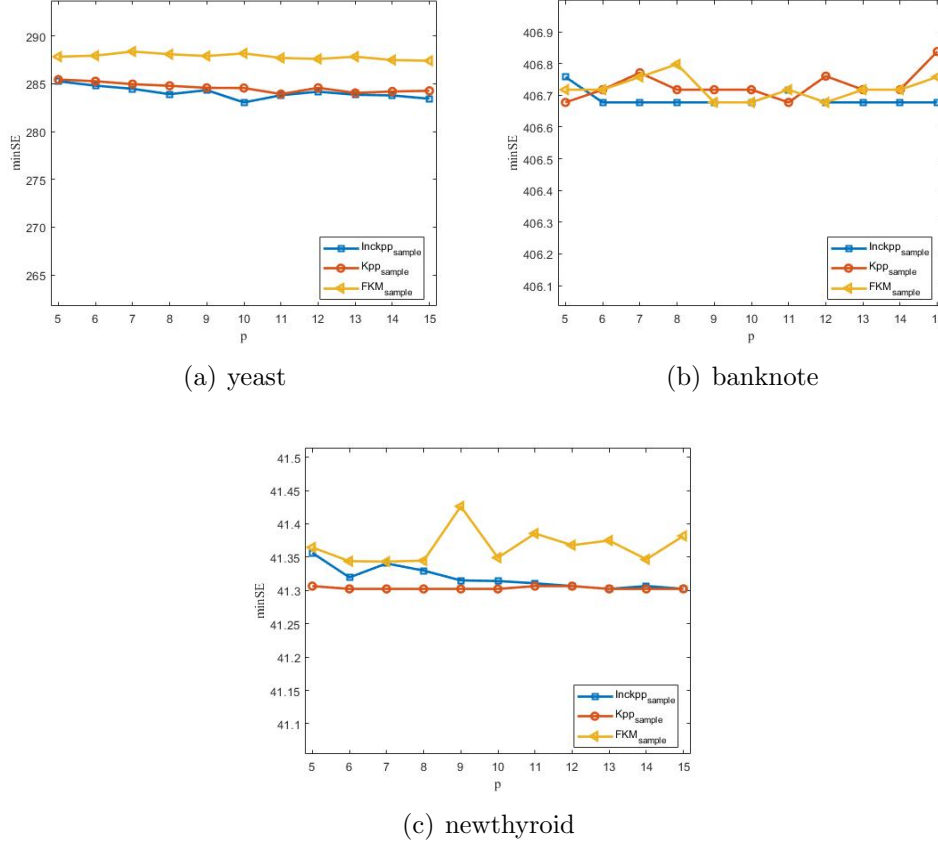 290
285
280
275
270
265
minSE
Inckpp_sample
Kpp_sample
FKM_sample
5 6 7 8 9 10 11 12 13 14 15
p
(a) yeast
406.9
406.8
406.7
406.6
406.5
406.4
406.3
406.2
406.1
minSE
Inckpp_sample
Kpp_sample
FKM_sample
5 6 7 8 9 10 11 12 13 14 1
p
(b) banknote
41.5
41.45
41.4
41.35
41.3
41.25
41.2
41.15
41.1
minSE
Inckpp_sample
Kpp_sample
FKM_sample
5 6 7 8 9 10 11 12 13 14 15
p
(c) newthyroid